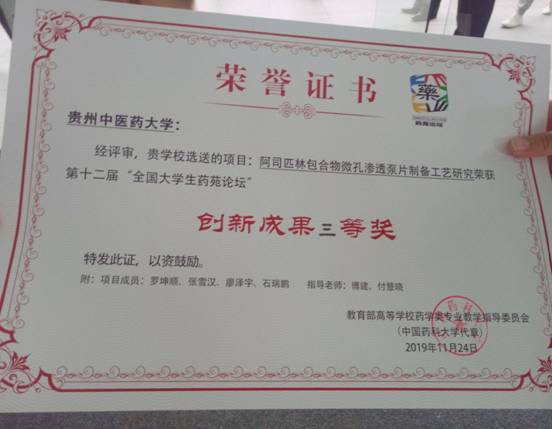 荣誉证书
藥
药苑论坛
贵州中医药大学：
经评审，贵学校选送的项目：阿司匹林包合物微孔渗透泵片制备工艺研究荣获
第十二届“全国大学生药苑论坛”
创新成果三等奖
特发此证，以资鼓励。
附：项目成员：罗坤顺、张雪汉、廖泽宇、石瑞鹏 指导老师：傅建、付慧晓
教育部高等学校药学类专业教学指导委员会
（中国药科大学代章）
2019年11月24日